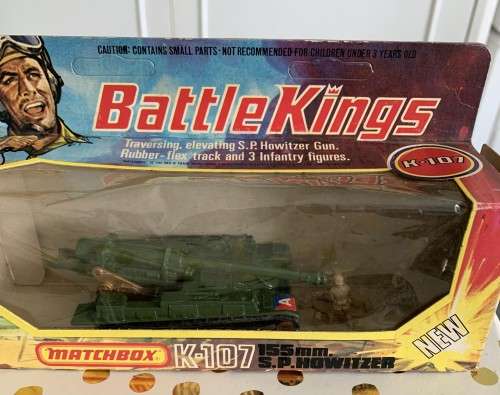 CAUTION: CONTAINS SMALL PARTS · NOT RECOMMENDED FOR CHILDREN UNDER 3 YEARS OLD
BattleKings
Traversing, elevating S.P. Howitzer Gun.
Rubber-flex track and 3 Infantry figures.
K-107
A
NEW
MATCHBOX K-107 155mm.
S.P. HOWITZER